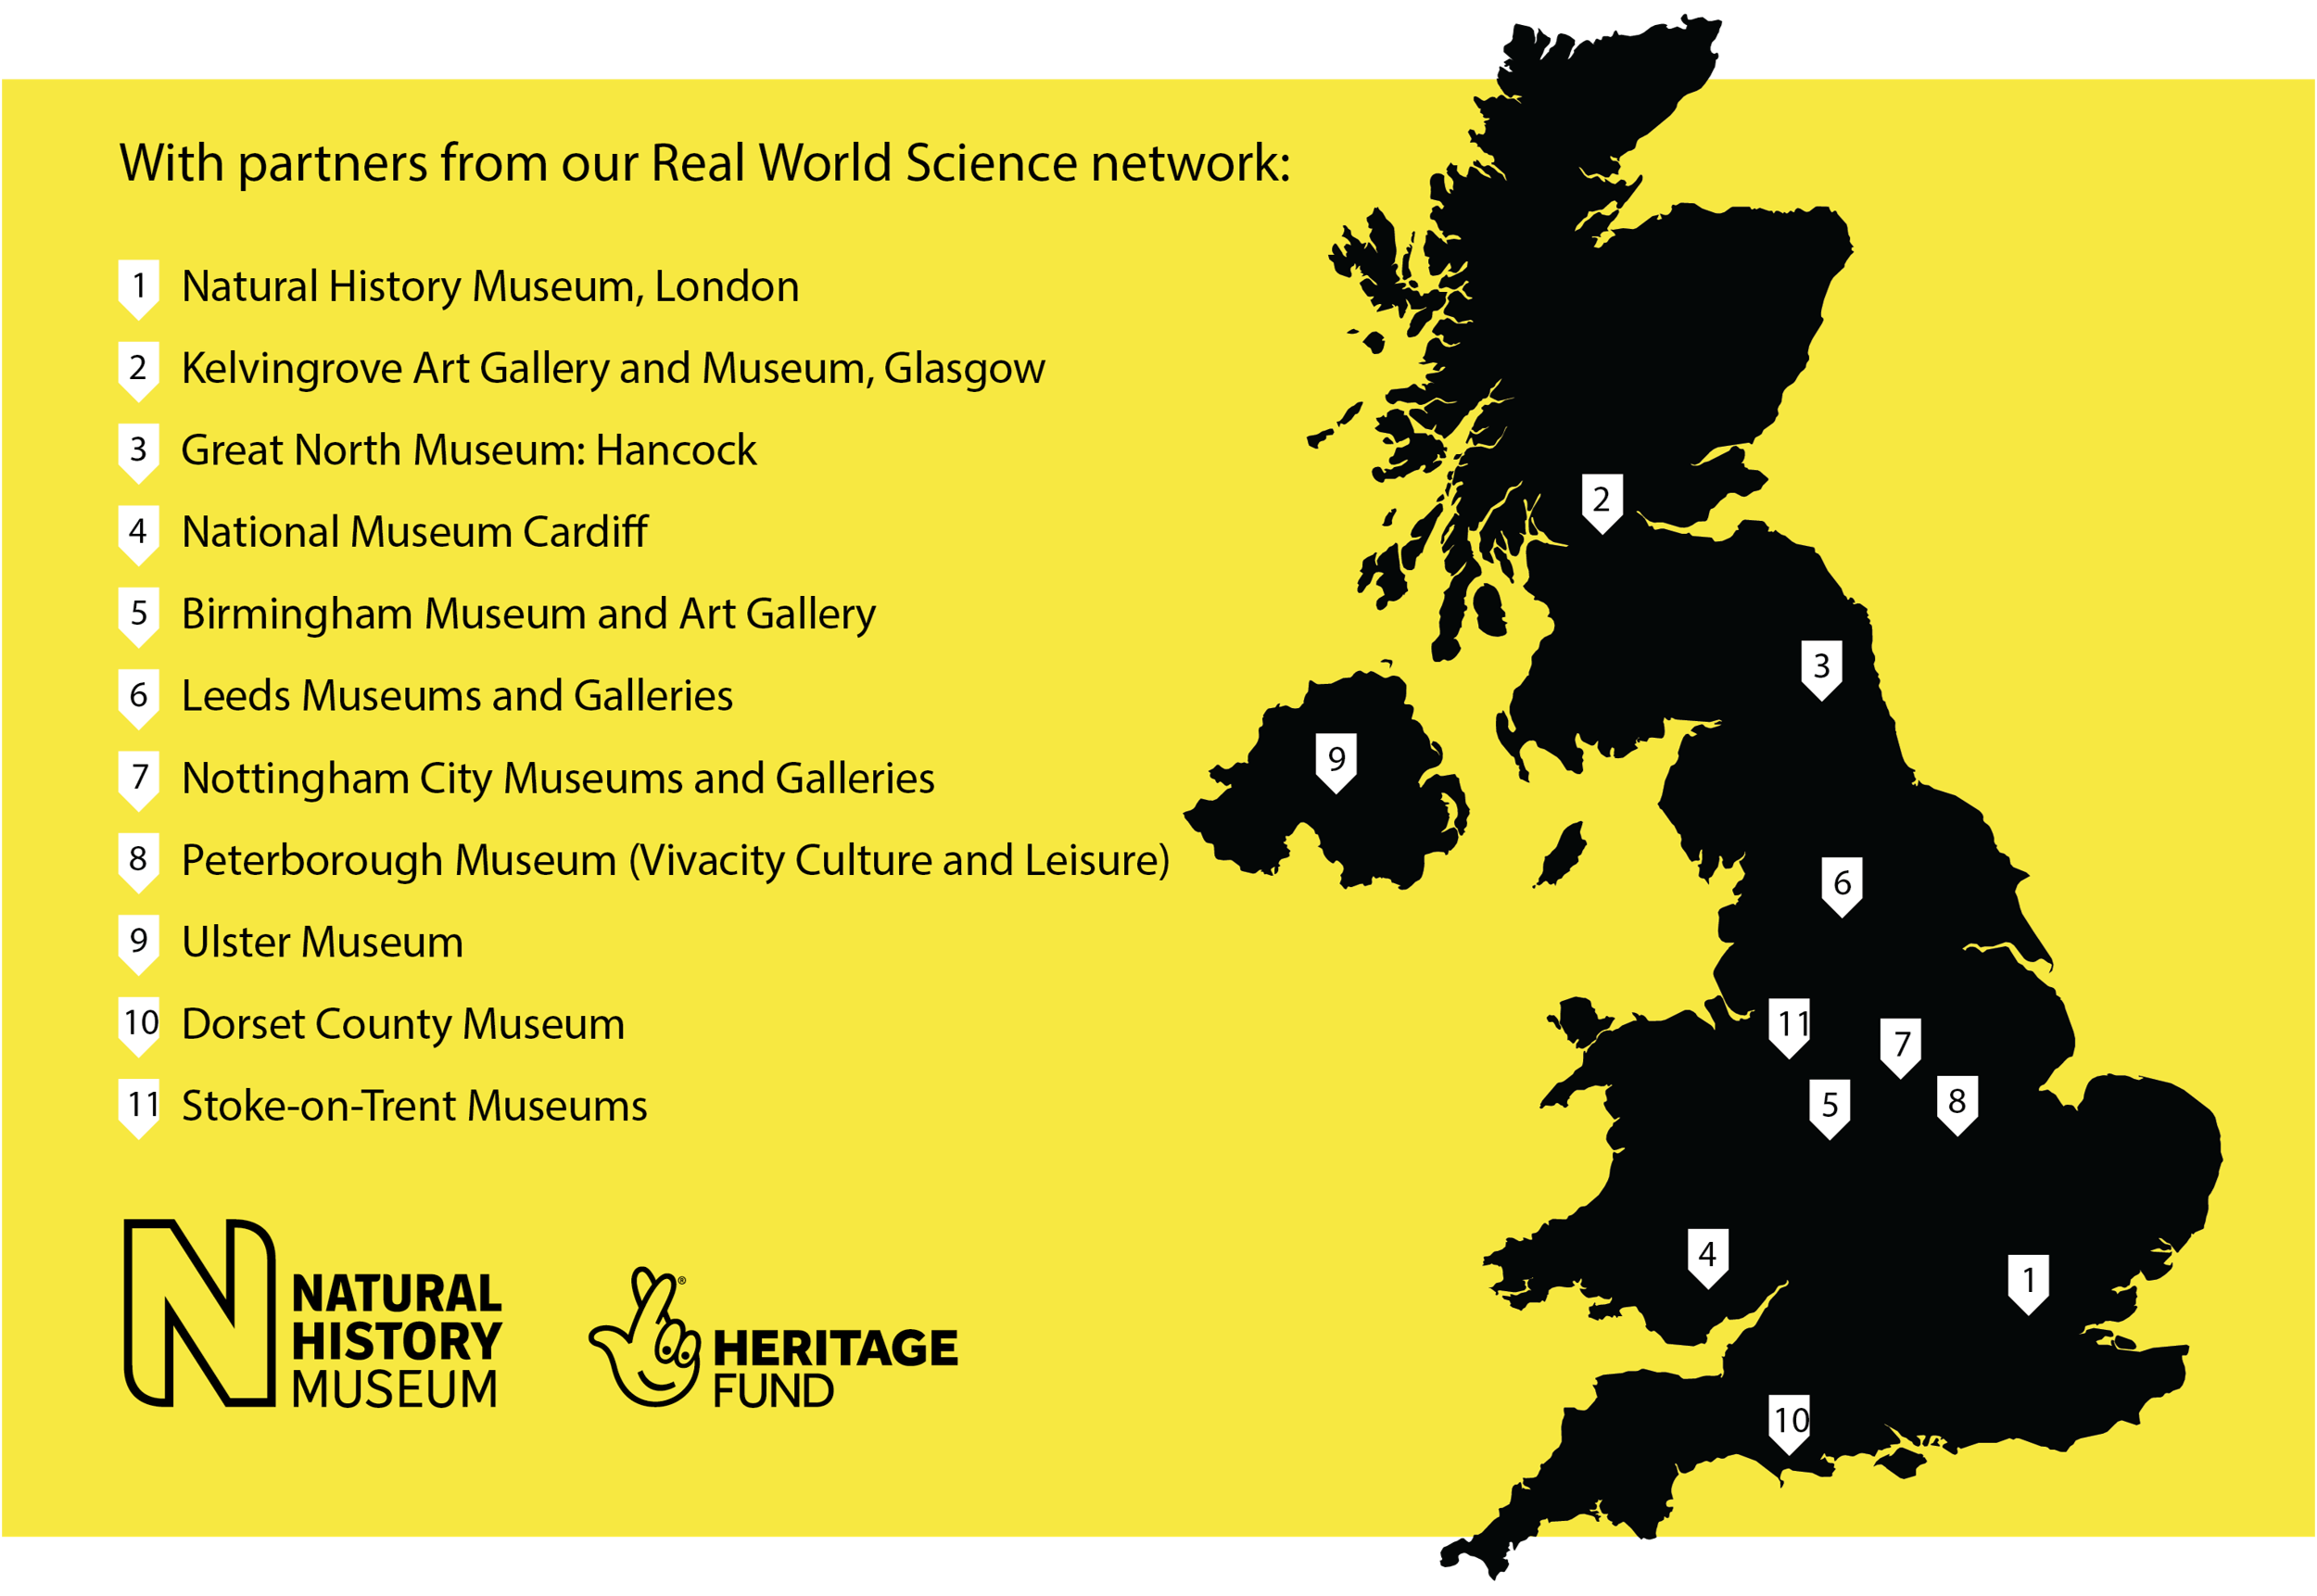 With partners from our Real World Science network:
1 Natural History Museum, London
2 Kelvingrove Art Gallery and Museum, Glasgow
3 Great North Museum: Hancock
4 National Museum Cardiff
5 Birmingham Museum and Art Gallery
6 Leeds Museums and Galleries
7 Nottingham City Museums and Galleries
8 Peterborough Museum (Vivacity Culture and Leisure)
9 Ulster Museum
10 Dorset County Museum
11 Stoke-on-Trent Museums
N
NATURAL
HISTORY
MUSEUM
®
HERITAGE
FUND
2
3
9
6
11
7
5
8
4
1
10